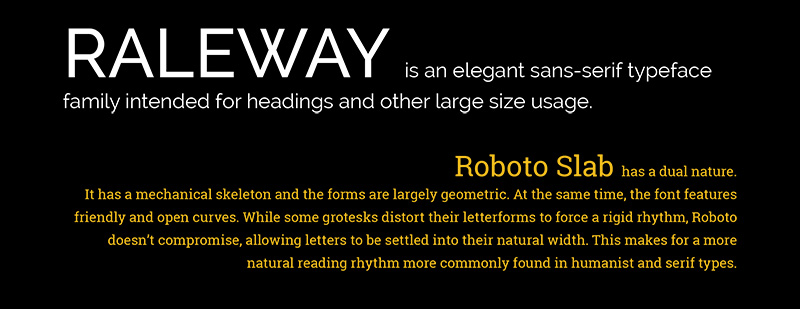 RALEWAY is an elegant sans-serif typeface
family intended for headings and other large size usage.
Roboto Slab has a dual nature.
It has a mechanical skeleton and the forms are largely geometric. At the same time, the font features
friendly and open curves. While some grotesks distort their letterforms to force a rigid rhythm, Roboto
doesn’t compromise, allowing letters to be settled into their natural width. This makes for a more
natural reading rhythm more commonly found in humanist and serif types.